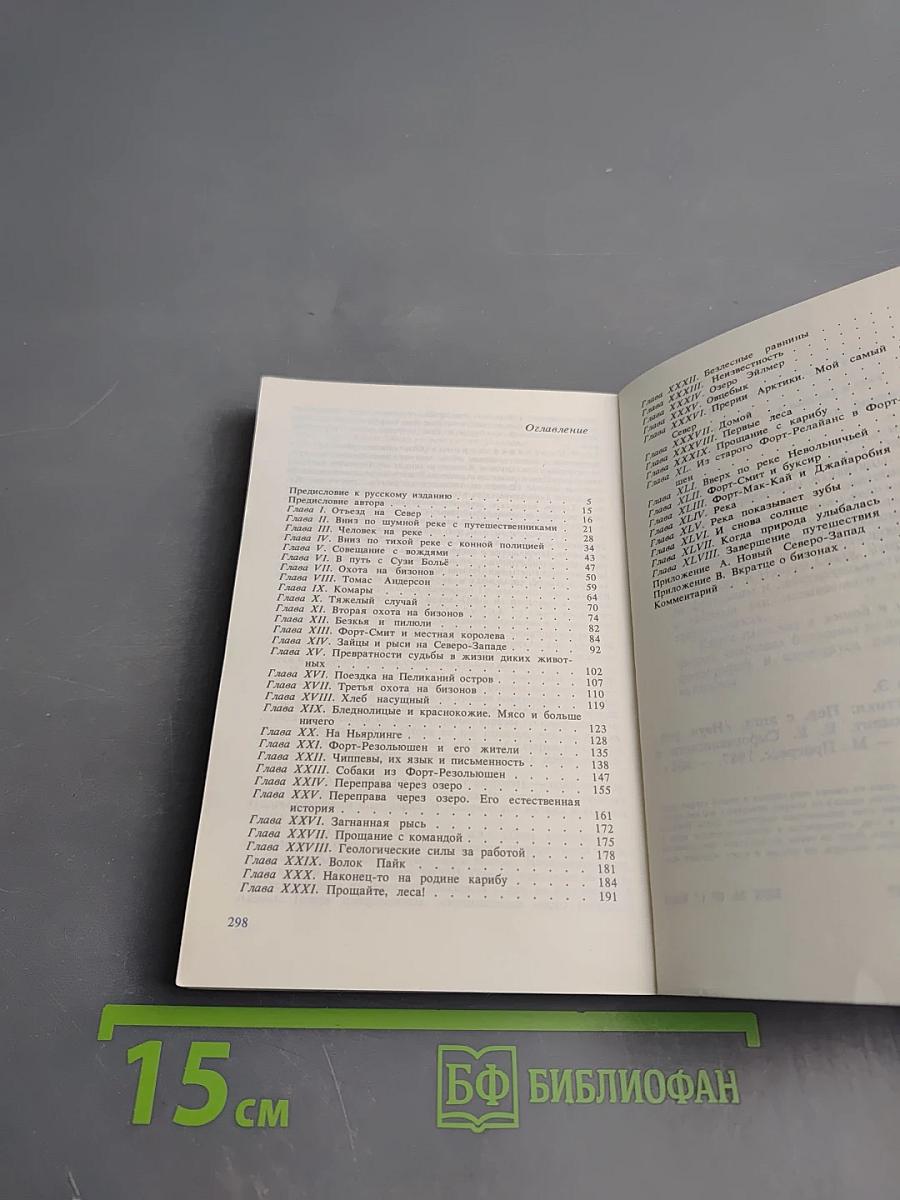 Оглавление
Предисловие к русскому изданию . . . . . . . . . . 5
Предисловие автора . . . . . . . . . . 15
Глава I. Отъезд на Север . . . . . . . . . . 16
Глава II. Вниз по шумной реке с путешественниками . . . 21
Глава III. Человек на реке . . . . . . . . . . 28
Глава IV. Вниз по тихой реке с конной полицией . . . . 34
Глава V. Совещание с вождями . . . . . . . . . . 43
Глава VI. В путь с Сузи Больё . . . . . . . . . . 47
Глава VII. Охота на бизонов . . . . . . . . . . 50
Глава VIII. Томас Андерсон . . . . . . . . . . 59
Глава IX. Комары . . . . . . . . . . 64
Глава X. Тяжелый случай . . . . . . . . . . 70
Глава XI. Вторая охота на бизонов . . . . . . . . . . 74
Глава XII. Безкья и пилюли . . . . . . . . . . 82
Глава XIII. Форт-Смит и местная королева . . . . . . 84
Глава XIV. Зайцы и рыси на Северо-Западе . . . . . . 92
Глава XV. Превратности судьбы в жизни диких живот-
ных . . . . . . . . . . 102
Глава XVI. Поездка на Пеликаний остров . . . . . . 107
Глава XVII. Третья охота на бизонов . . . . . . . . 110
Глава XVIII. Хлеб насущный . . . . . . . . . . 119
Глава XIX. Бледнолицые и краснокожие. Мясо и больше
ничего . . . . . . . . . . 123
Глава XX. На Ньярлинге . . . . . . . . . . 128
Глава XXI. Форт-Резольюшен и его жители . . . . . . 135
Глава XXII. Чиппевы, их язык и письменность . . . . . 138
Глава XXIII. Собаки из Форт-Резольюшен . . . . . . 147
Глава XXIV. Переправа через озеро . . . . . . . . 155
Глава XXV. Переправа через озеро. Его естественная
история . . . . . . . . . . 161
Глава XXVI. Загнанная рысь . . . . . . . . . . 172
Глава XXVII. Прощание с командой . . . . . . . . 175
Глава XXVIII. Геологические силы за работой . . . . 178
Глава XXIX. Волок Пайк . . . . . . . . . . 181
Глава XXX. Наконец-то на родине карибу . . . . . . 184
Глава XXXI. Прощайте, леса! . . . . . . . . . . 191
298
Глава XXXII. Безлесные равнины . . . .
Глава XXXIII. Неизвестность . . . .
Глава XXXIV. Озеро Эйлмер . . . .
Глава XXXV. Овцебык . . . .
Глава XXXVI. Прерии Арктики. Мой самый
Север . . . .
Глава XXXVII. Домой . . . .
Глава XXXVIII. Первые леса . . . .
Глава XXXIX. Прощание с карибу . . . .
Глава XL. Из старого Форт-Релайанс в Форт-
шен . . . .
Глава XLI. Вверх по реке Невольничьей . . .
Глава XLII. Форт-Смит и буксир . . . .
Глава XLIII. Форт-Мак-Кай и Джайаробия
Глава XLIV. Река . . . .
Глава XLV. Река показывает зубы . . . .
Глава XLVI. И снова солнце . . . .
Глава XLVII. Когда природа улыбалась . . .
Глава XLVIII. Завершение путешествия . . .
Приложение А. Новый Северо-Запад . . .
Приложение В. Вкратце о бизонах . . .
Комментарий . . . .
15 см
БФ БИБЛИОФАН